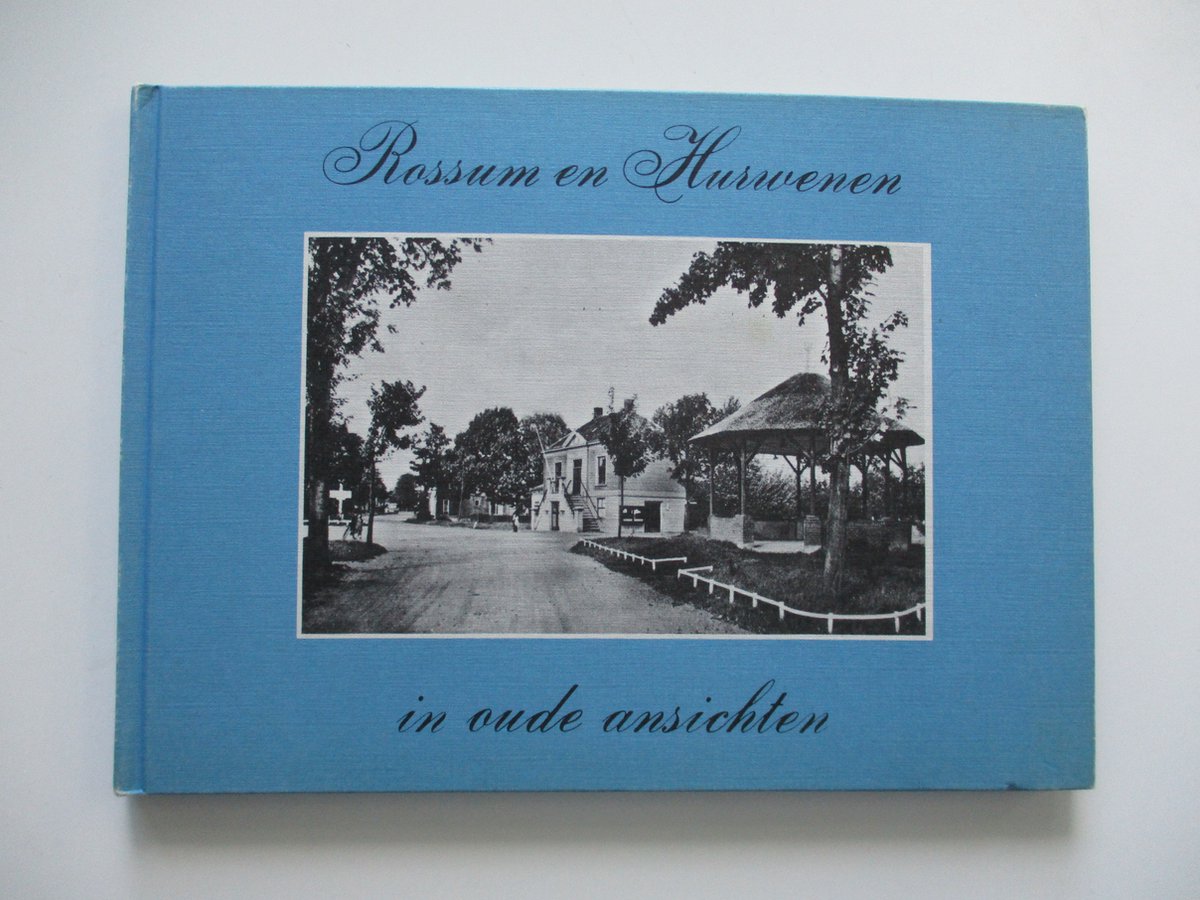 Rossum en Hurwenen
in oude ansichten